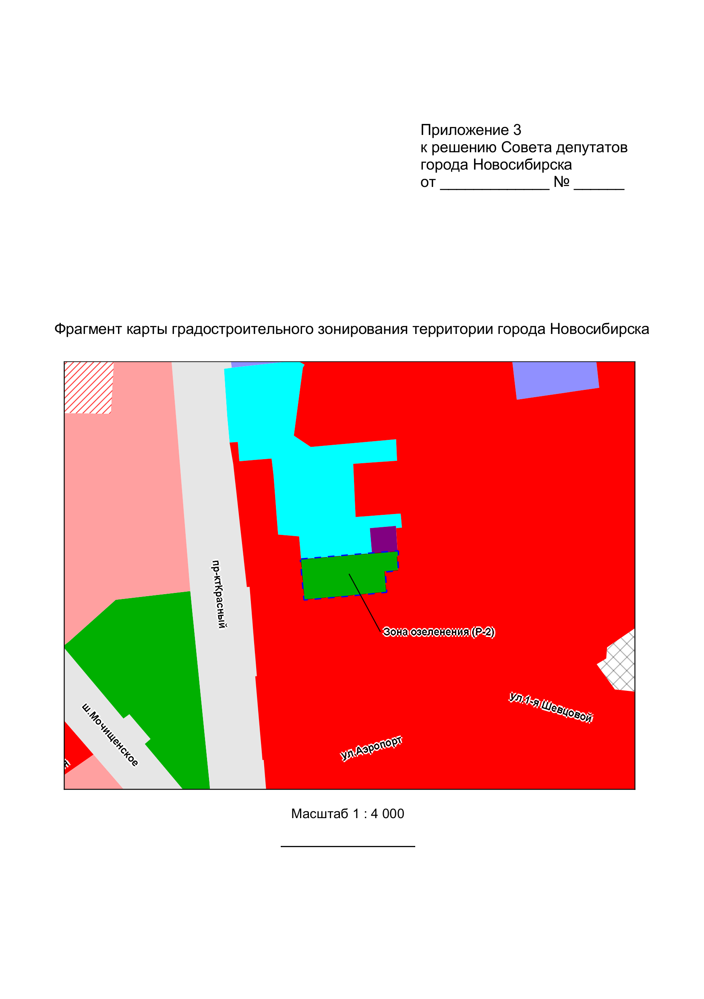 Приложение 3
к решению Совета депутатов
города Новосибирска
от _____________ № ______
Фрагмент карты градостроительного зонирования территории города Новосибирска
пр-ктКрасный
Зона озеленения (Р-2)
ул.1-я Шевцовой
ш.Мочищенское
ул.Аэропорт
Масштаб 1 : 4 000